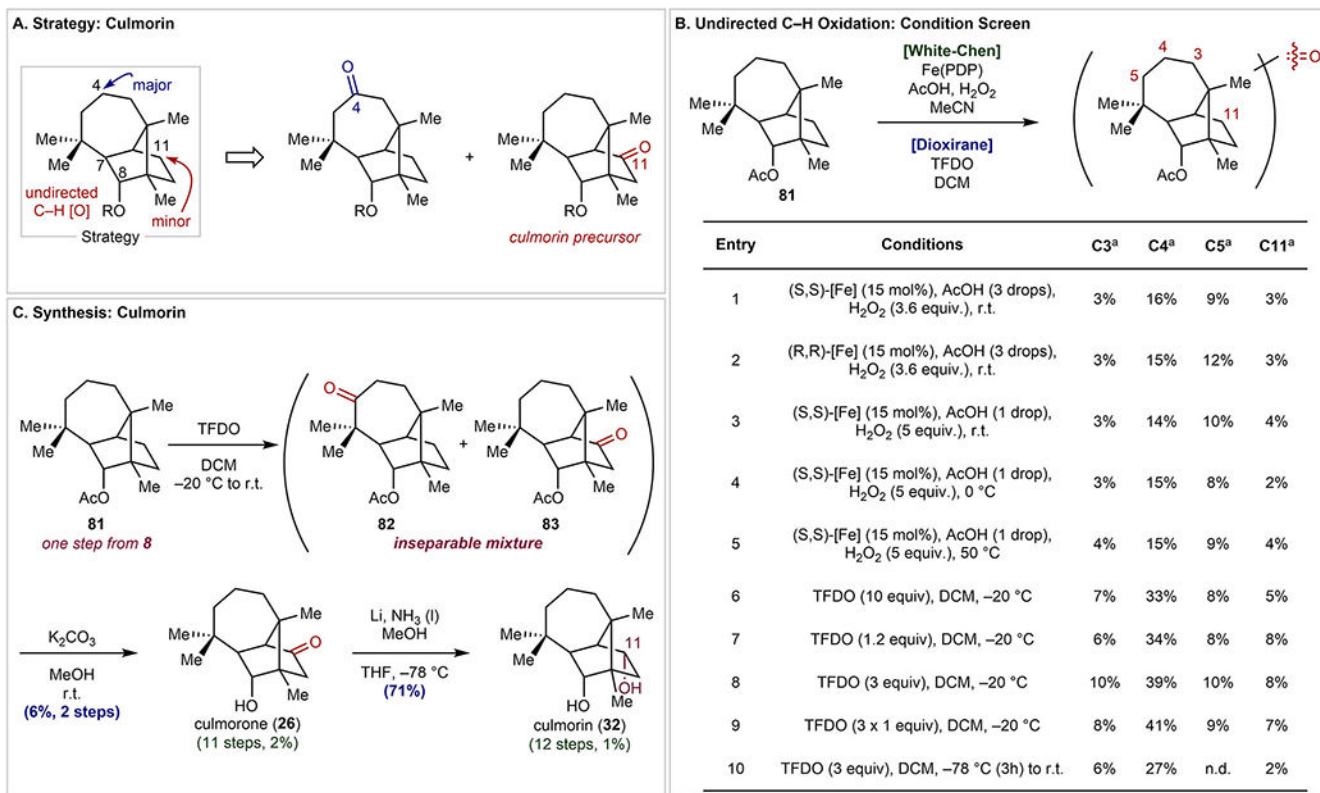 A. Strategy: Culmorin
4
major
11
7
8
Me
Me
Me
Me
undirected
C–H [O]
RO
minor
Strategy
O
4
Me
Me
Me
Me
RO
+
Me
Me
Me
Me
O
11
RO
culmorin precursor
B. Undirected C–H Oxidation: Condition Screen
Me
Me
Me
Me
AcO
81
[White-Chen]
Fe(PDP)
AcOH, H2O2
MeCN
[Dioxirane]
TFDO
DCM
4
3
5
11
Me
Me
Me
Me
AcO
O
Entry Conditions C3a C4a C5a C11a
1 (S,S)-[Fe] (15 mol%), AcOH (3 drops),
H2O2 (3.6 equiv.), r.t. 3% 16% 9% 3%
2 (R,R)-[Fe] (15 mol%), AcOH (3 drops),
H2O2 (3.6 equiv.), r.t. 3% 15% 12% 3%
3 (S,S)-[Fe] (15 mol%), AcOH (1 drop),
H2O2 (5 equiv.), r.t. 3% 14% 10% 4%
4 (S,S)-[Fe] (15 mol%), AcOH (1 drop),
H2O2 (5 equiv.), 0 °C 3% 15% 8% 2%
5 (S,S)-[Fe] (15 mol%), AcOH (1 drop),
H2O2 (5 equiv.), 50 °C 4% 15% 9% 4%
6 TFDO (10 equiv), DCM, –20 °C 7% 33% 8% 5%
7 TFDO (1.2 equiv), DCM, –20 °C 6% 34% 8% 8%
8 TFDO (3 equiv), DCM, –20 °C 10% 39% 10% 8%
9 TFDO (3 x 1 equiv), DCM, –20 °C 8% 41% 9% 7%
10 TFDO (3 equiv), DCM, –78 °C (3h) to r.t. 6% 27% n.d. 2%
C. Synthesis: Culmorin
Me
Me
Me
Me
AcO
81
one step from 8
TFDO
DCM
–20 °C to r.t.
O
Me
Me
Me
Me
AcO
82
+
Me
Me
Me
Me
O
AcO
83
inseparable mixture
K2CO3
MeOH
r.t.
(6%, 2 steps)
Me
Me
Me
Me
O
HO
culmorone (26)
(11 steps, 2%)
Li, NH3 (l)
MeOH
THF, –78 °C
(71%)
Me
Me
Me
Me
11
OH
HO
culmorin (32)
(12 steps, 1%)